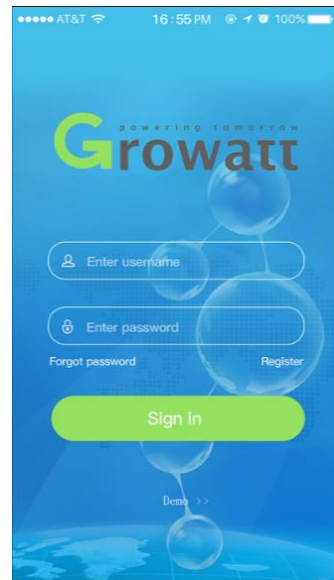 AT&T 16:55 PM 100%
powering tomorrow
Growatt
Enter username
Enter password
Forgot password Register
Sign in
Demo >>